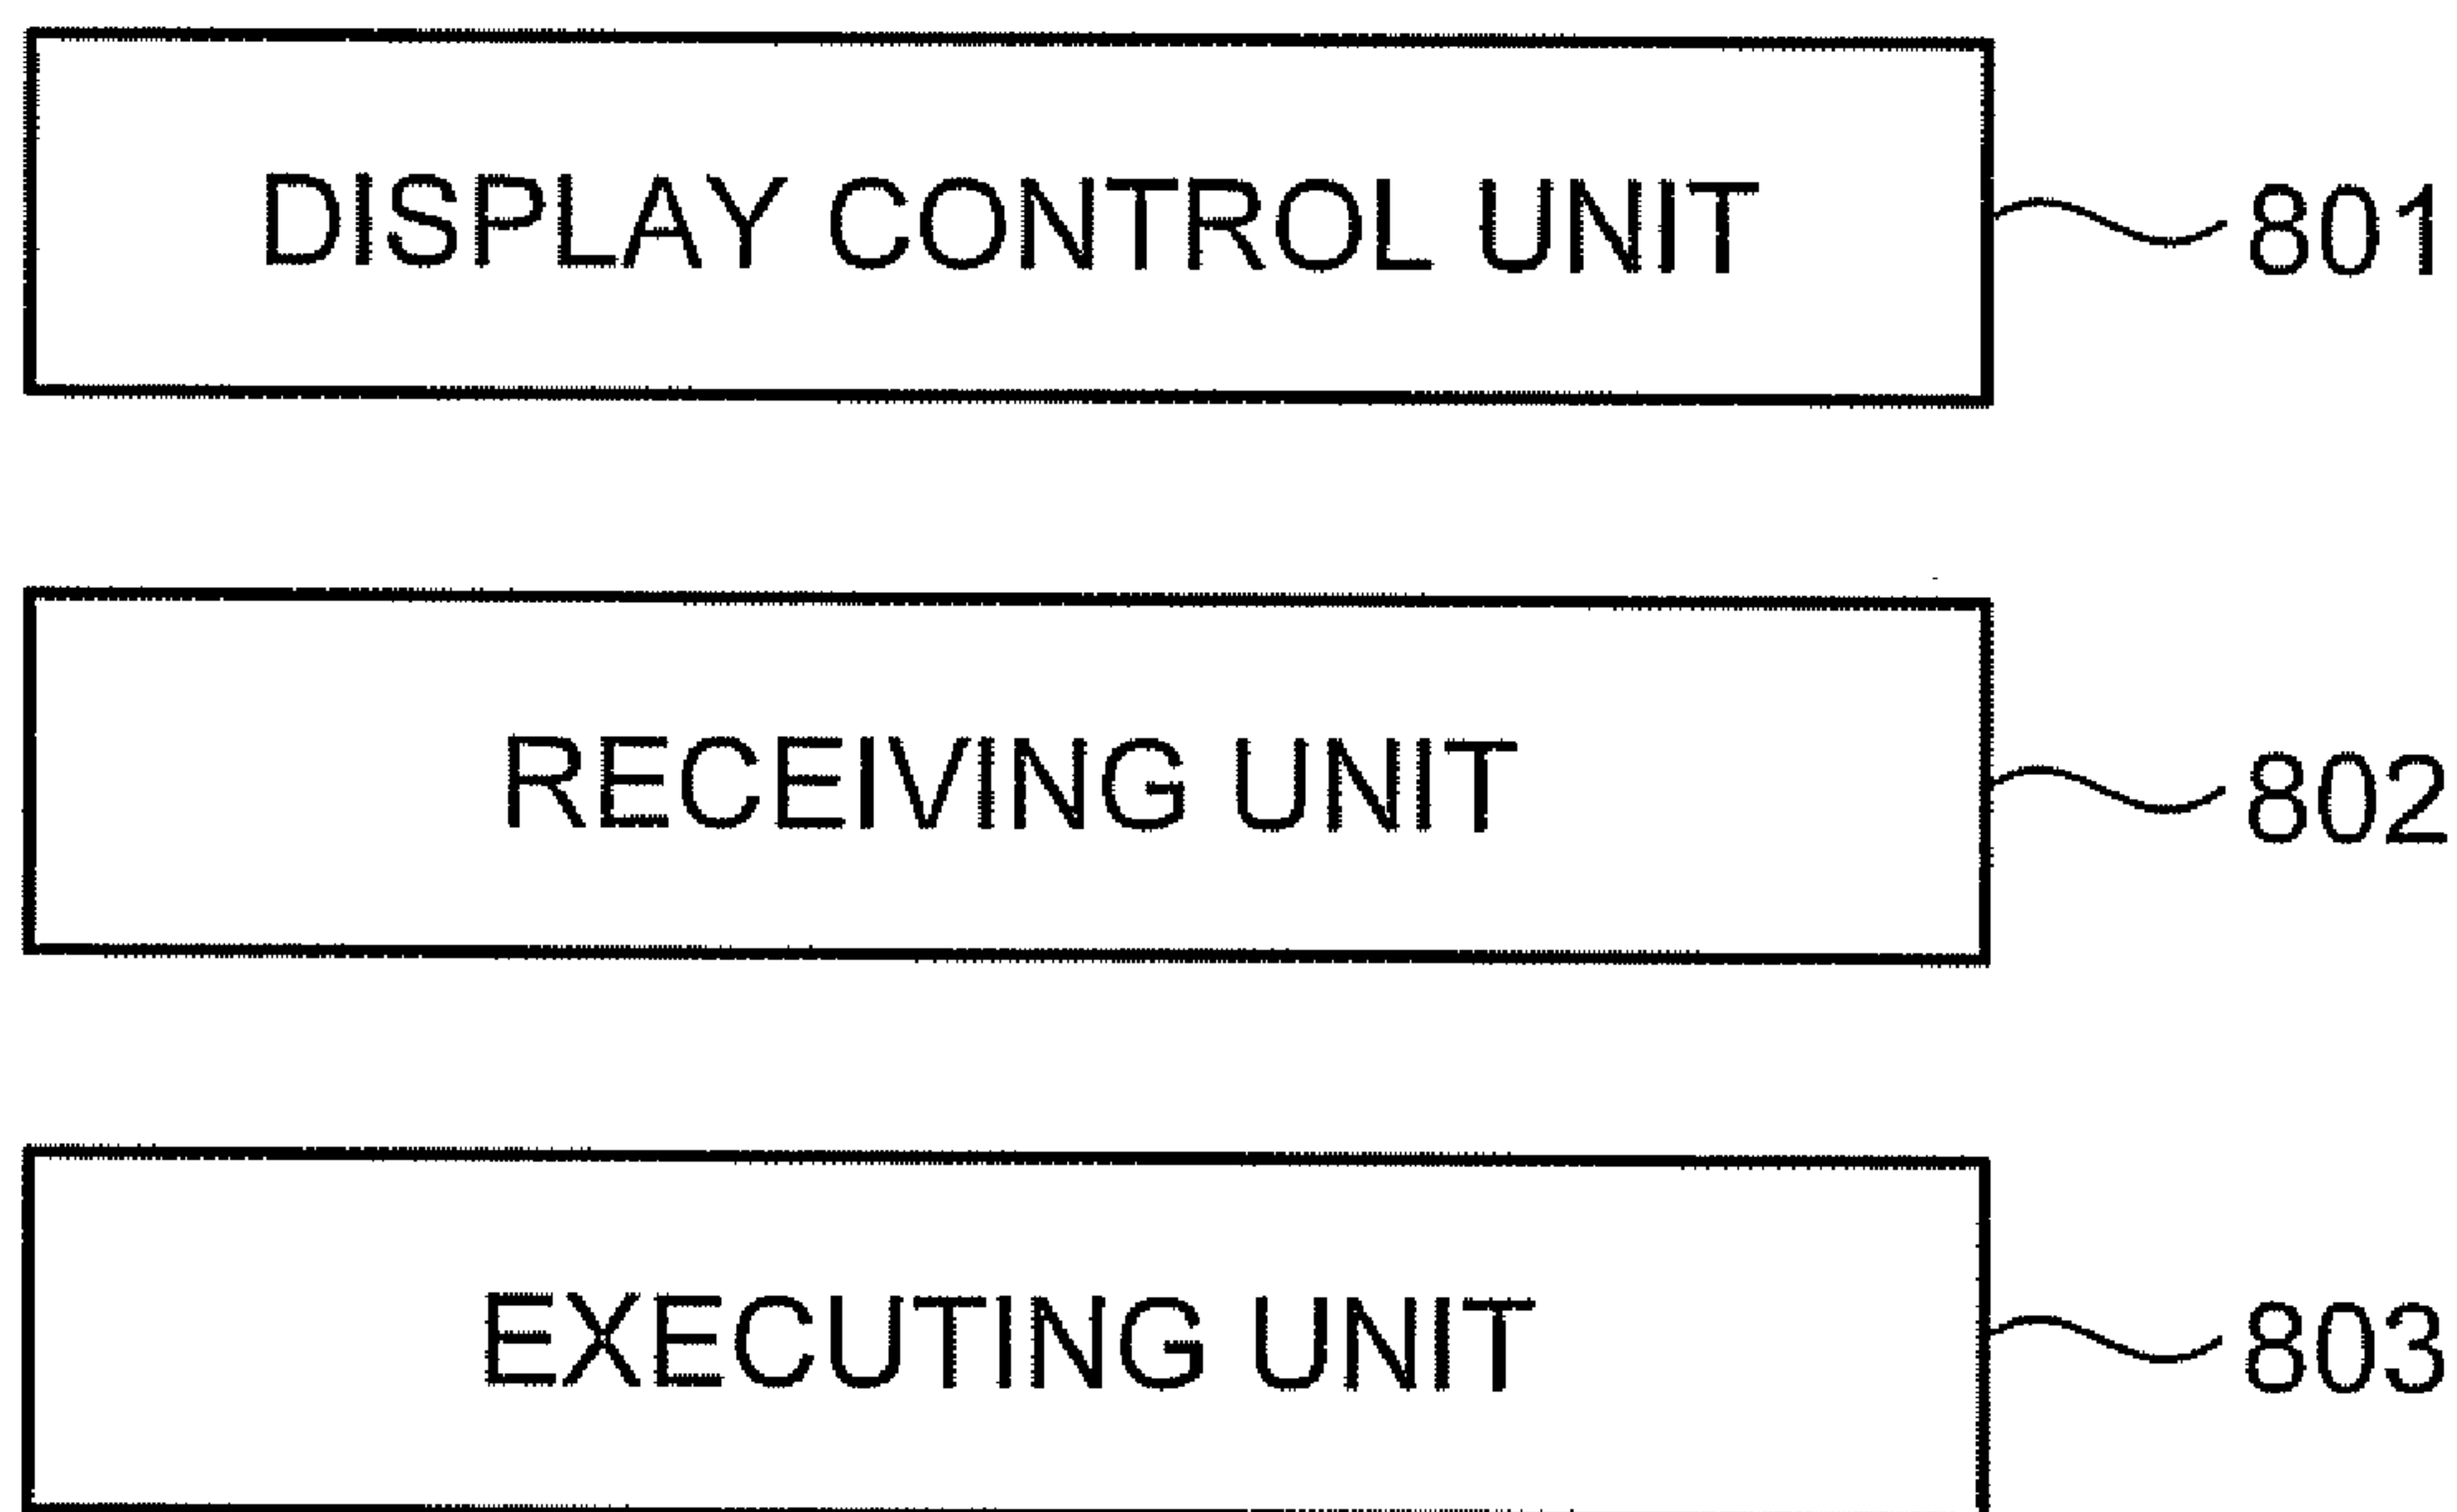 DISPLAY CONTROL UNIT 801
RECEIVING UNIT 802
EXECUTING UNIT 803